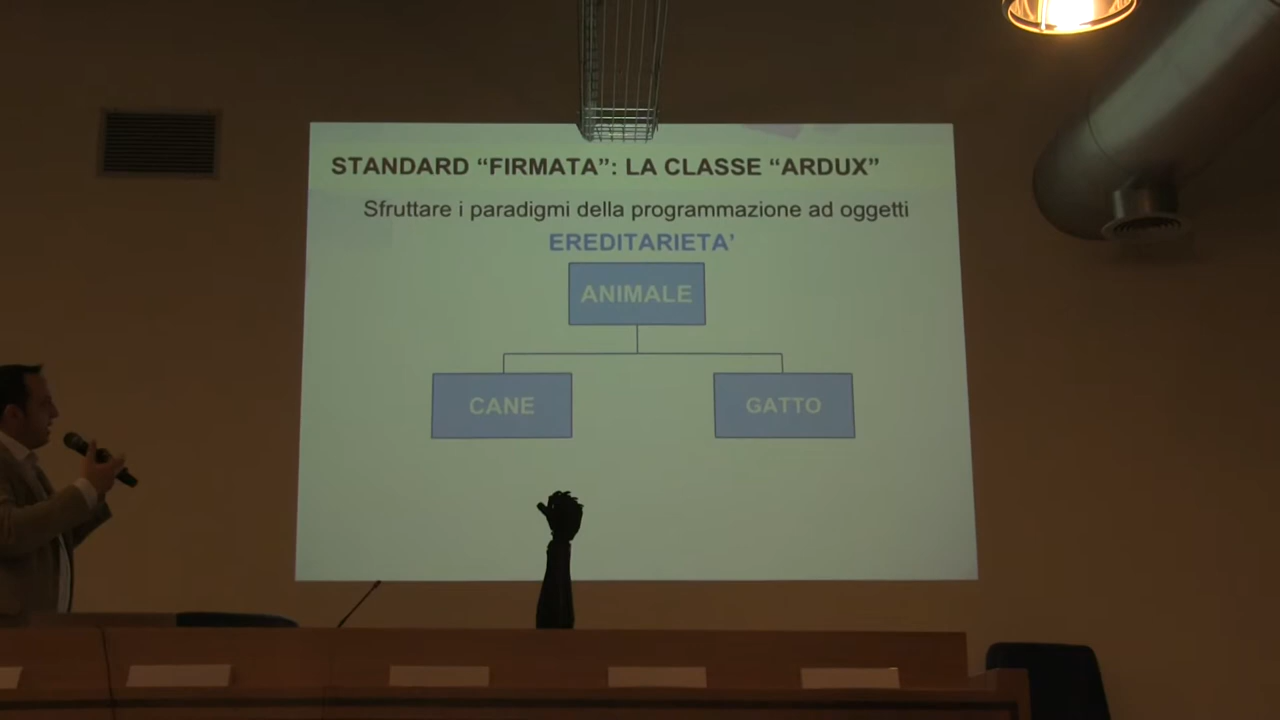 STANDARD “FIRMATA”: LA CLASSE “ARDUX”
Sfruttare i paradigmi della programmazione ad oggetti
EREDITARIETA’
ANIMALE
CANE
GATTO